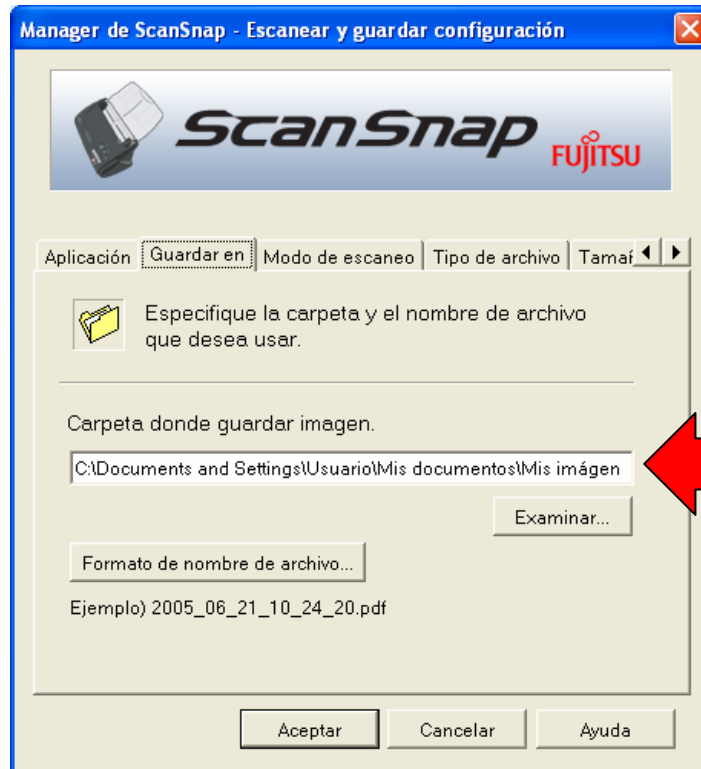 Manager de ScanSnap - Escanear y guardar configuración
ScanSnap
FUJITSU
Aplicación Guardar en Modo de escaneo Tipo de archivo Tamañ
Especifique la carpeta y el nombre de archivo
que desea usar.
Carpeta donde guardar imagen.
C:\Documents and Settings\Usuario\Mis documentos\Mis imágen
Examinar...
Formato de nombre de archivo...
Ejemplo) 2005_06_21_10_24_20.pdf
Aceptar Cancelar Ayuda